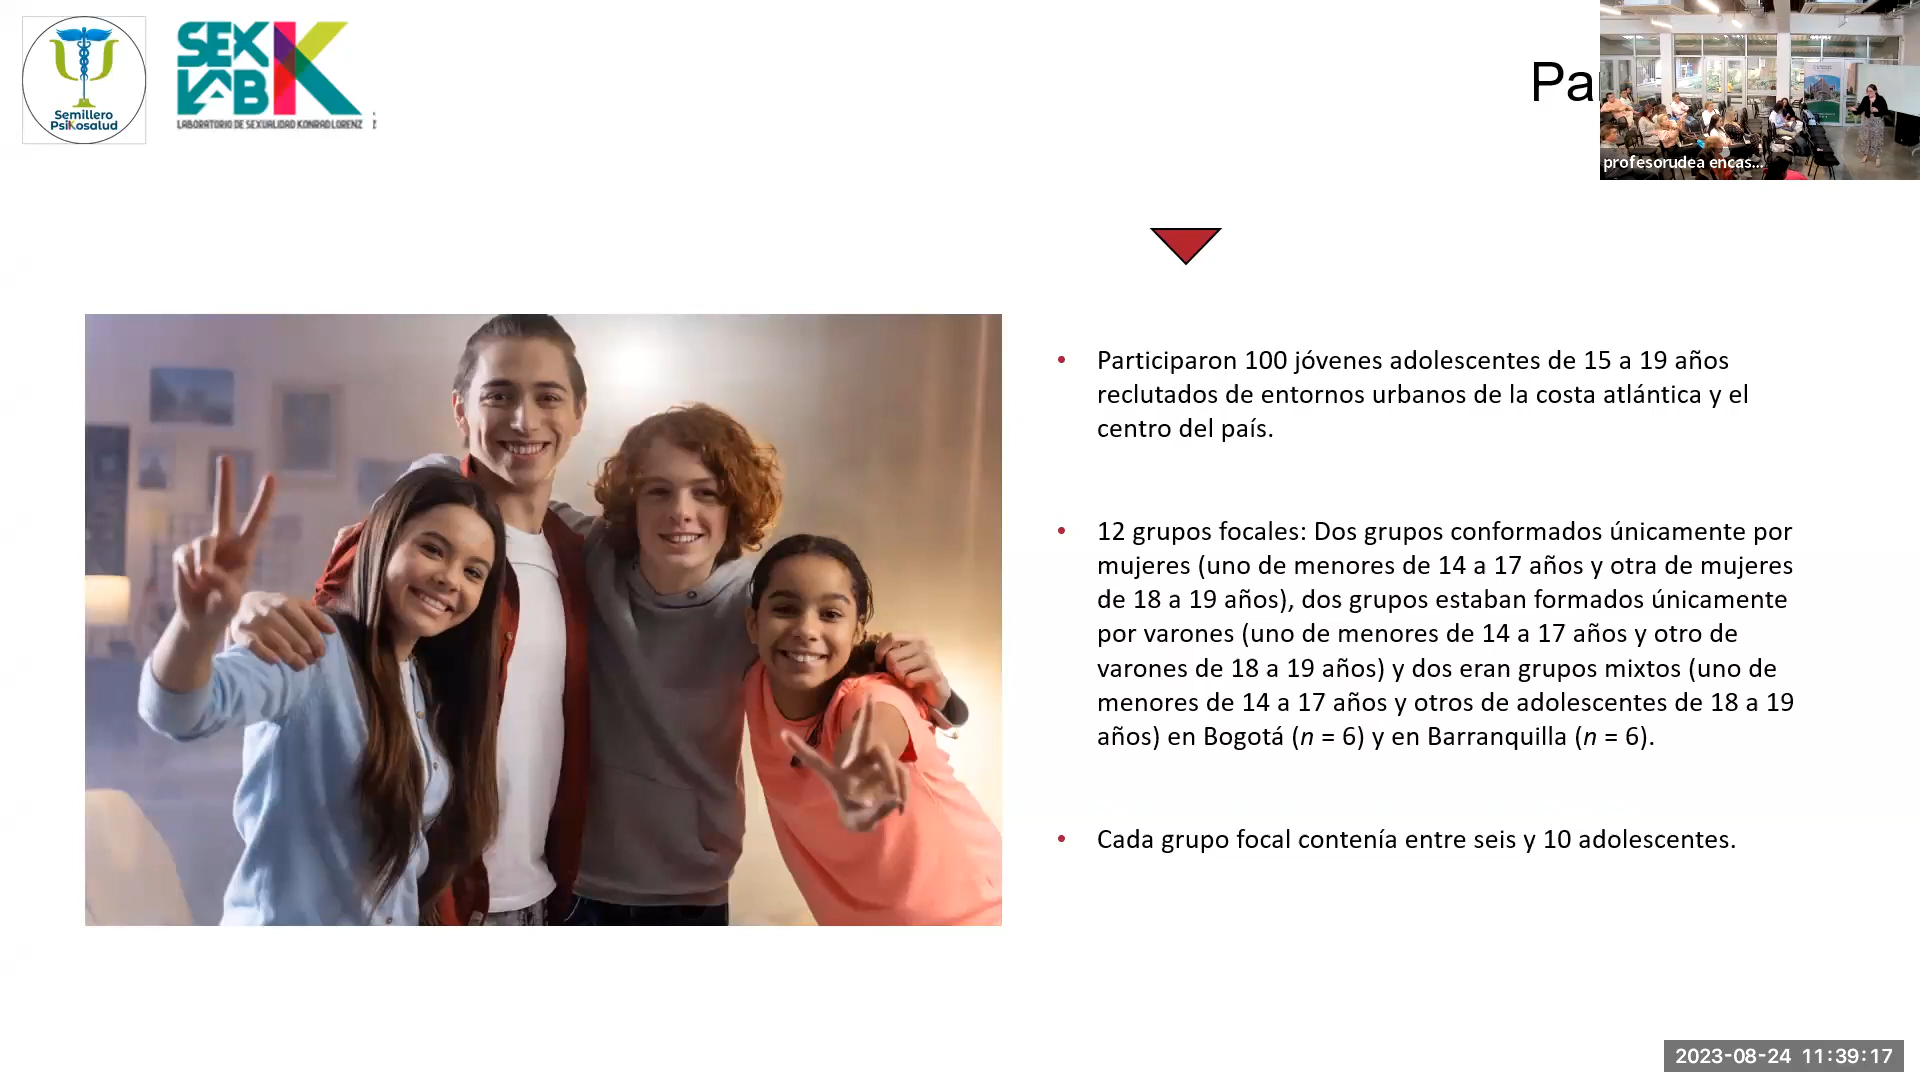 Semillero
PsiKosalud
SEX
LAB K
LABORATORIO DE SEXUALIDAD KONRAD LORENZ
profesorudea encas...
• Participaron 100 jóvenes adolescentes de 15 a 19 años
reclutados de entornos urbanos de la costa atlántica y el
centro del país.
• 12 grupos focales: Dos grupos conformados únicamente por
mujeres (uno de menores de 14 a 17 años y otra de mujeres
de 18 a 19 años), dos grupos estaban formados únicamente
por varones (uno de menores de 14 a 17 años y otro de
varones de 18 a 19 años) y dos eran grupos mixtos (uno de
menores de 14 a 17 años y otros de adolescentes de 18 a 19
años) en Bogotá (n = 6) y en Barranquilla (n = 6).
• Cada grupo focal contenía entre seis y 10 adolescentes.
2023-08-24 11:39:17